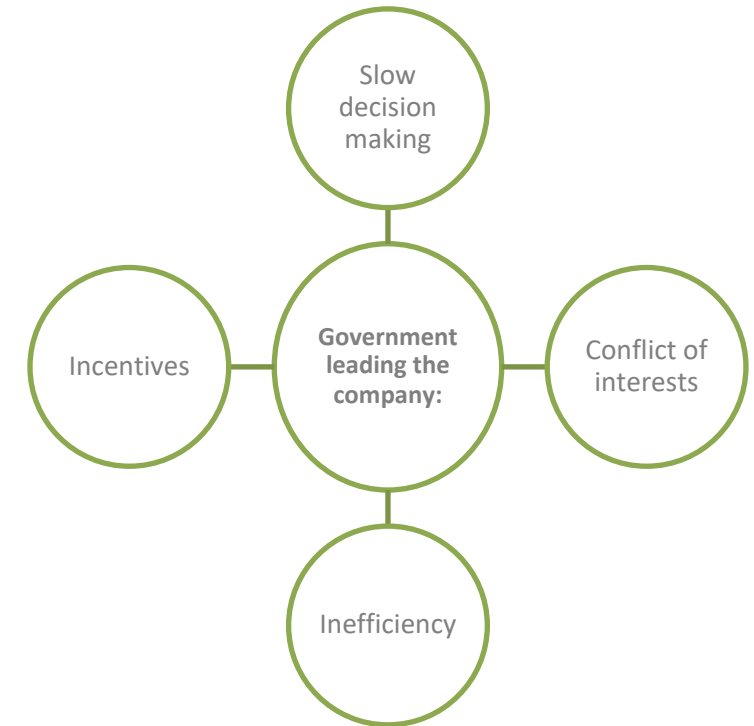 Slow
decision
making
Incentives
Government
leading the
company:
Conflict of
interests
Inefficiency